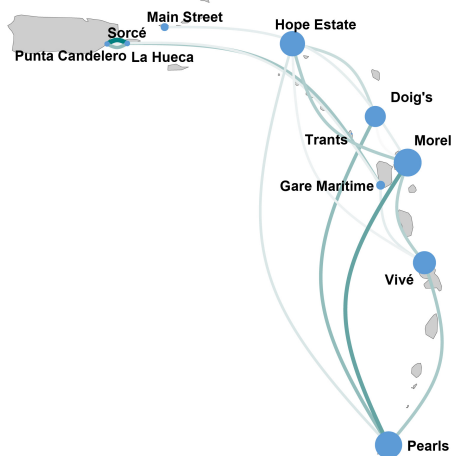 Main Street
Hope Estate
Sorcé
Punta Candelero
La Hueca
Doig's
Trants
Morel
Gare Maritime
Vivé
Pearls